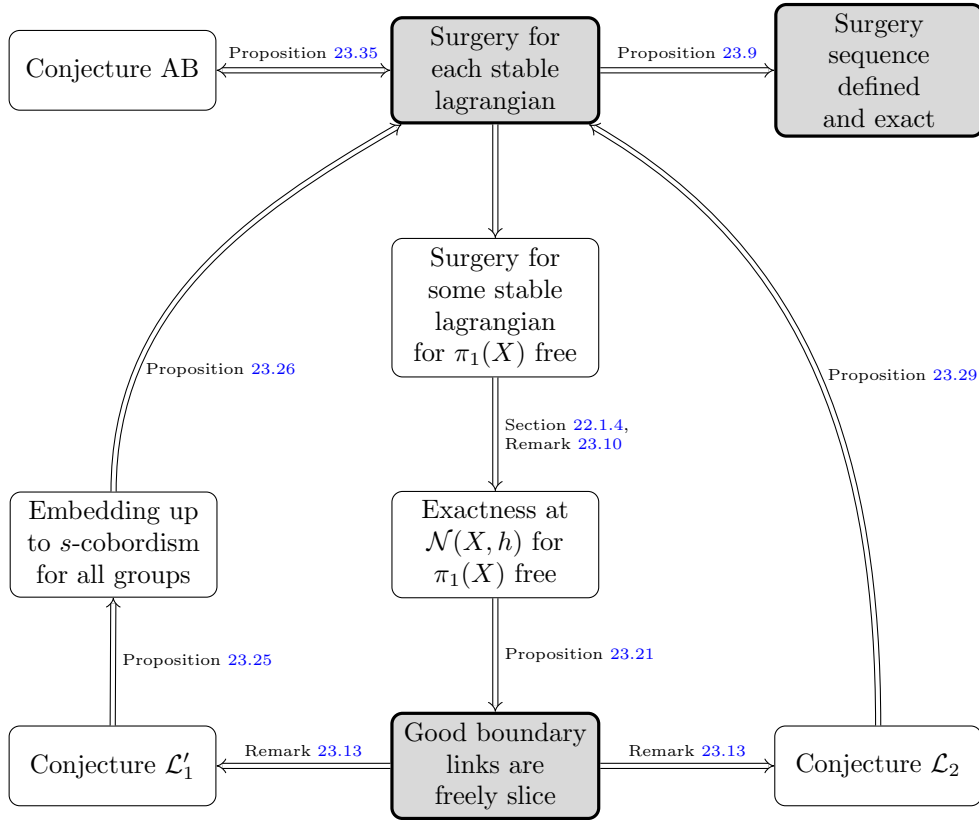 Conjecture AB
Proposition 23.35
Surgery for
each stable
lagrangian
Proposition 23.9
Surgery
sequence
defined
and exact
Surgery for
some stable
lagrangian
for π₁(X) free
Proposition 23.26
Proposition 23.29
Section 22.1.4,
Remark 23.10
Embedding up
to s-cobordism
for all groups
Exactness at
𝒩(X, h) for
π₁(X) free
Proposition 23.25
Proposition 23.21
Conjecture ℒ′₁
Remark 23.13
Good boundary
links are
freely slice
Remark 23.13
Conjecture ℒ₂